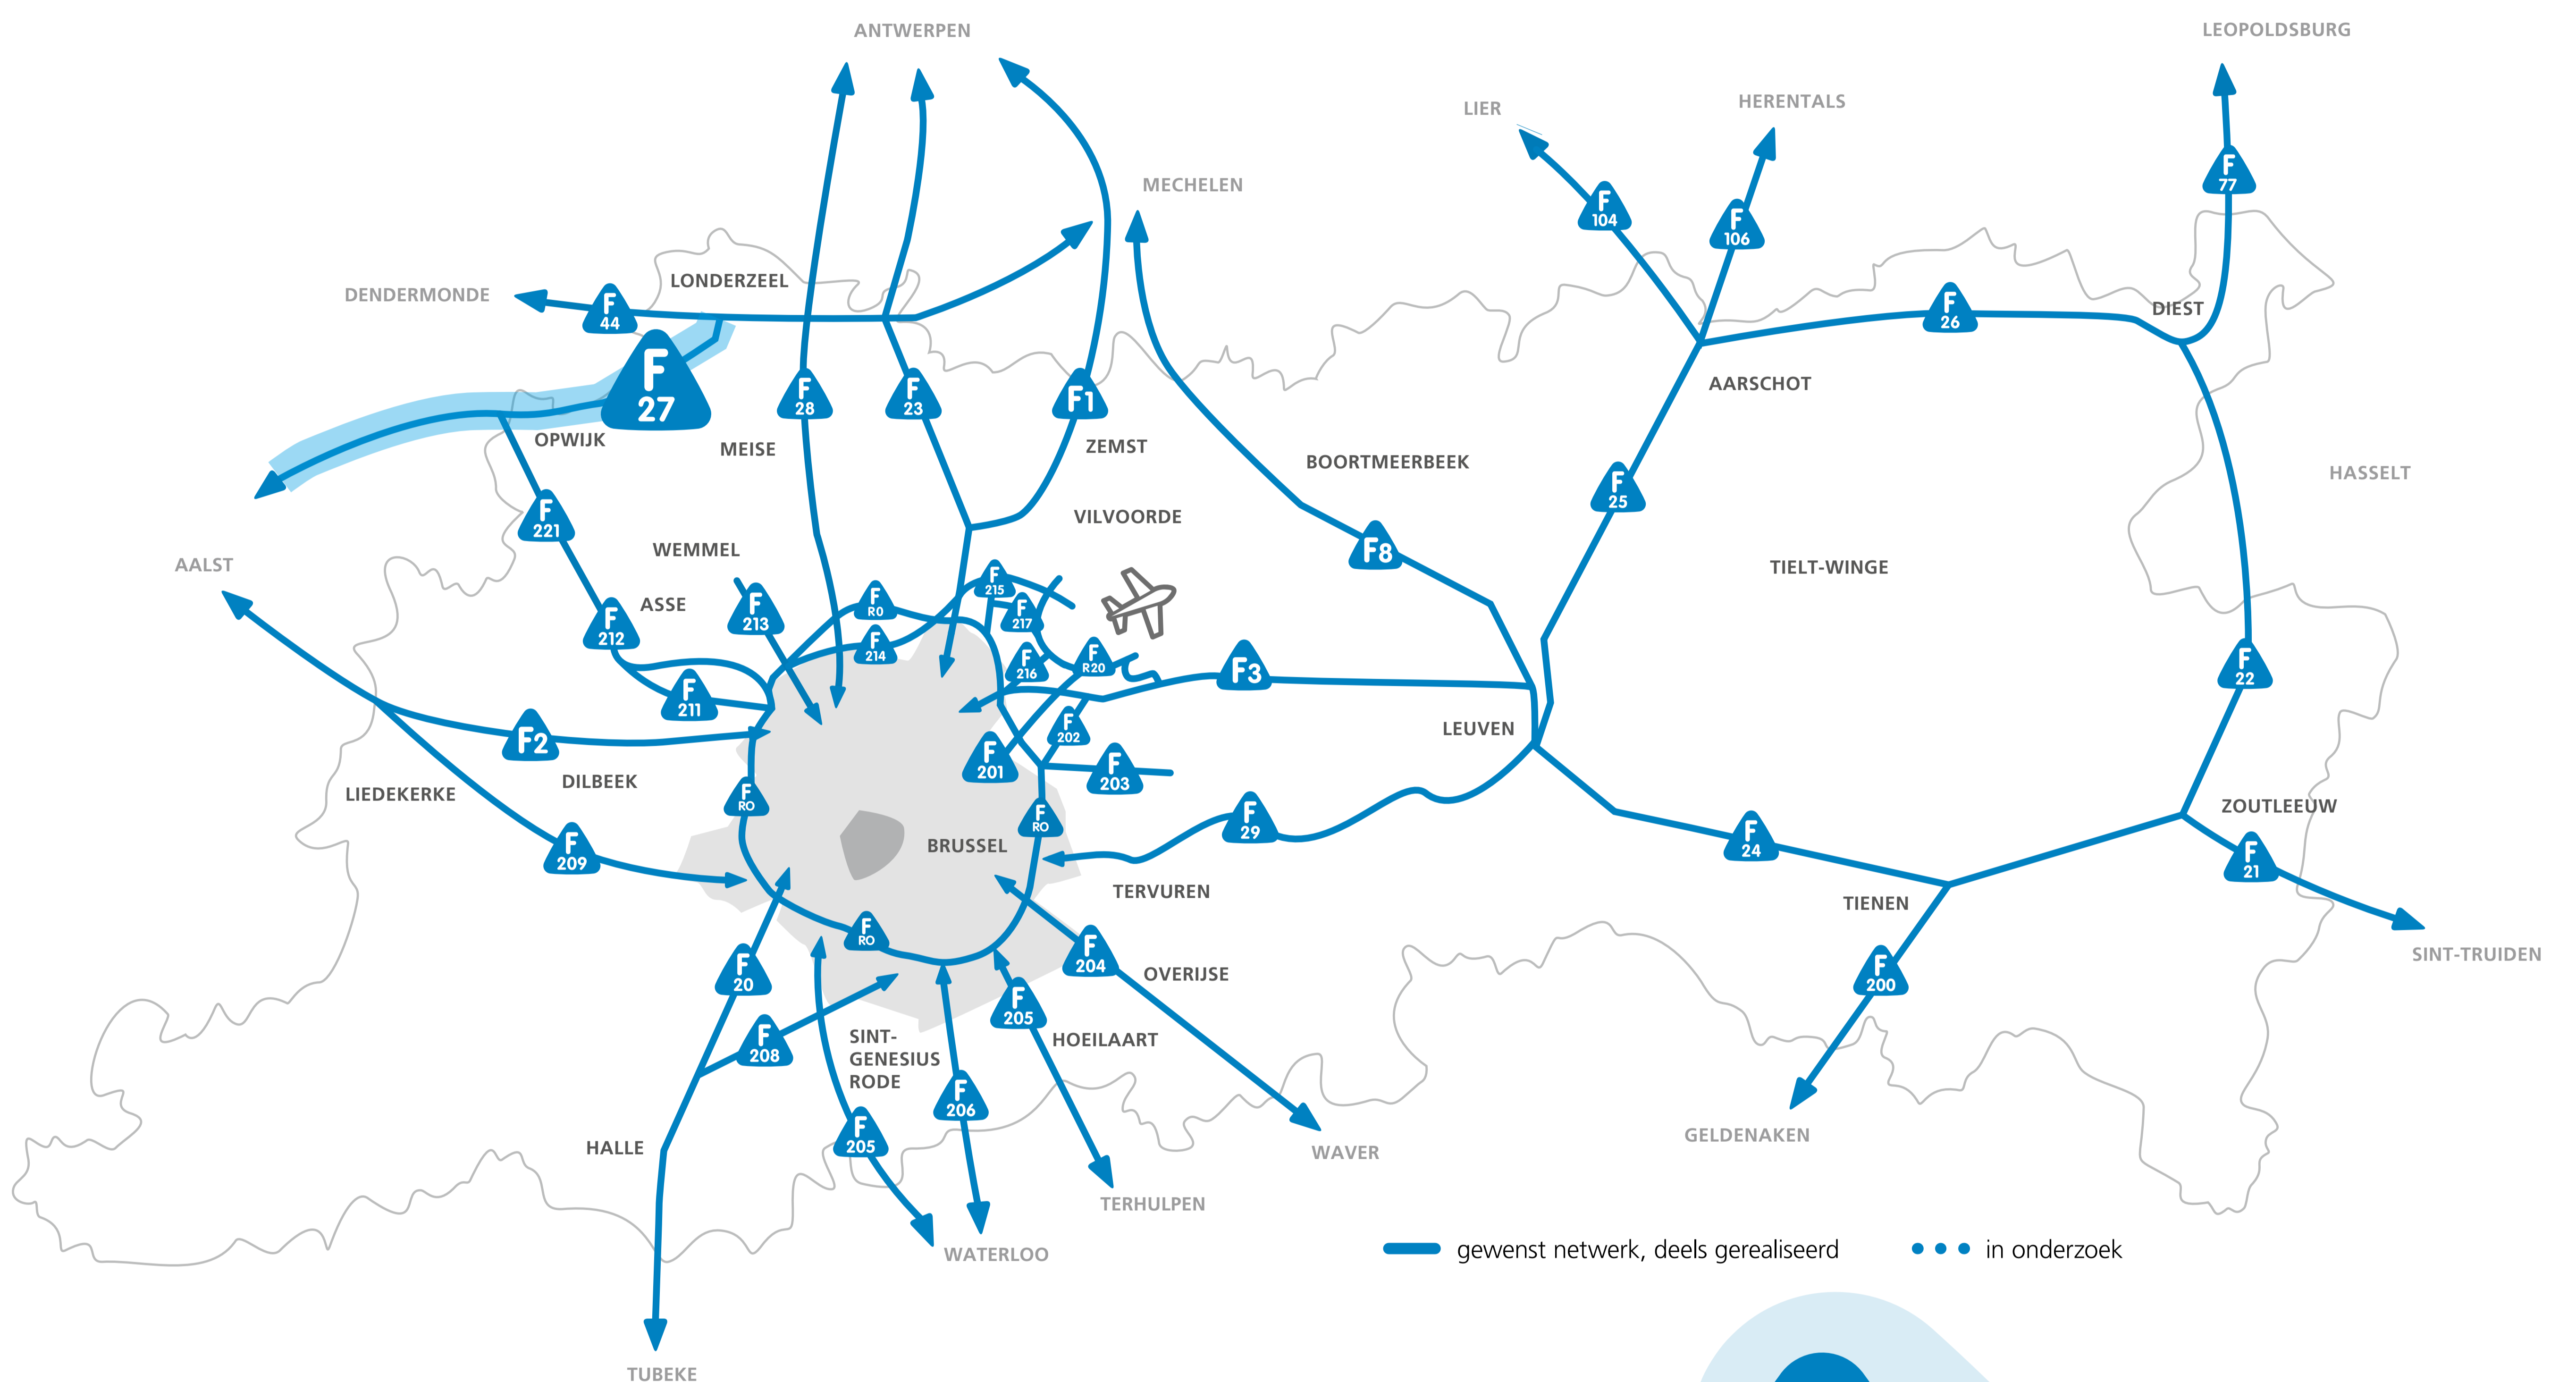 ANTWERPEN
LEOPOLDSBURG
LIER
HERENTALS
MECHELEN
F
77
F
104
F
106
DENDERMONDE
LONDERZEEL
F
44
F
26
DIEST
F
27
F
28
F
23
F1
AARSCHOT
OPWIJK
MEISE
ZEMST
BOORTMEERBEEK
HASSELT
F
25
F
221
VILVOORDE
WEMMEL
F8
AALST
TIELT-WINGE
F
215
F
R0
F
213
F
217
ASSE
F
212
F
214
F
216
F
R20
F3
F
22
F
211
F
202
LEUVEN
F2
F
201
F
203
DILBEEK
LIEDEKERKE
F
RO
F
RO
F
29
ZOUTLEEUW
F
24
BRUSSEL
F
209
F
21
TERVUREN
TIENEN
F
RO
F
204
SINT-TRUIDEN
F
20
OVERIJSE
F
200
F
205
F
208
SINT-
GENESIUS
RODE
HOEILAART
F
206
F
205
HALLE
GELDENAKEN
WAVER
TERHULPEN
WATERLOO
gewenst netwerk, deels gerealiseerd
in onderzoek
TUBEKE